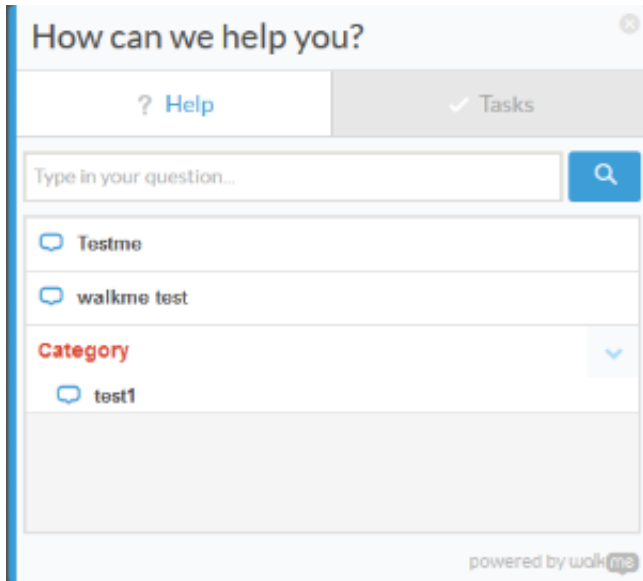 How can we help you?
? Help
Tasks
Type in your question...
Testme
walkme test
Category
test1
powered by walkme